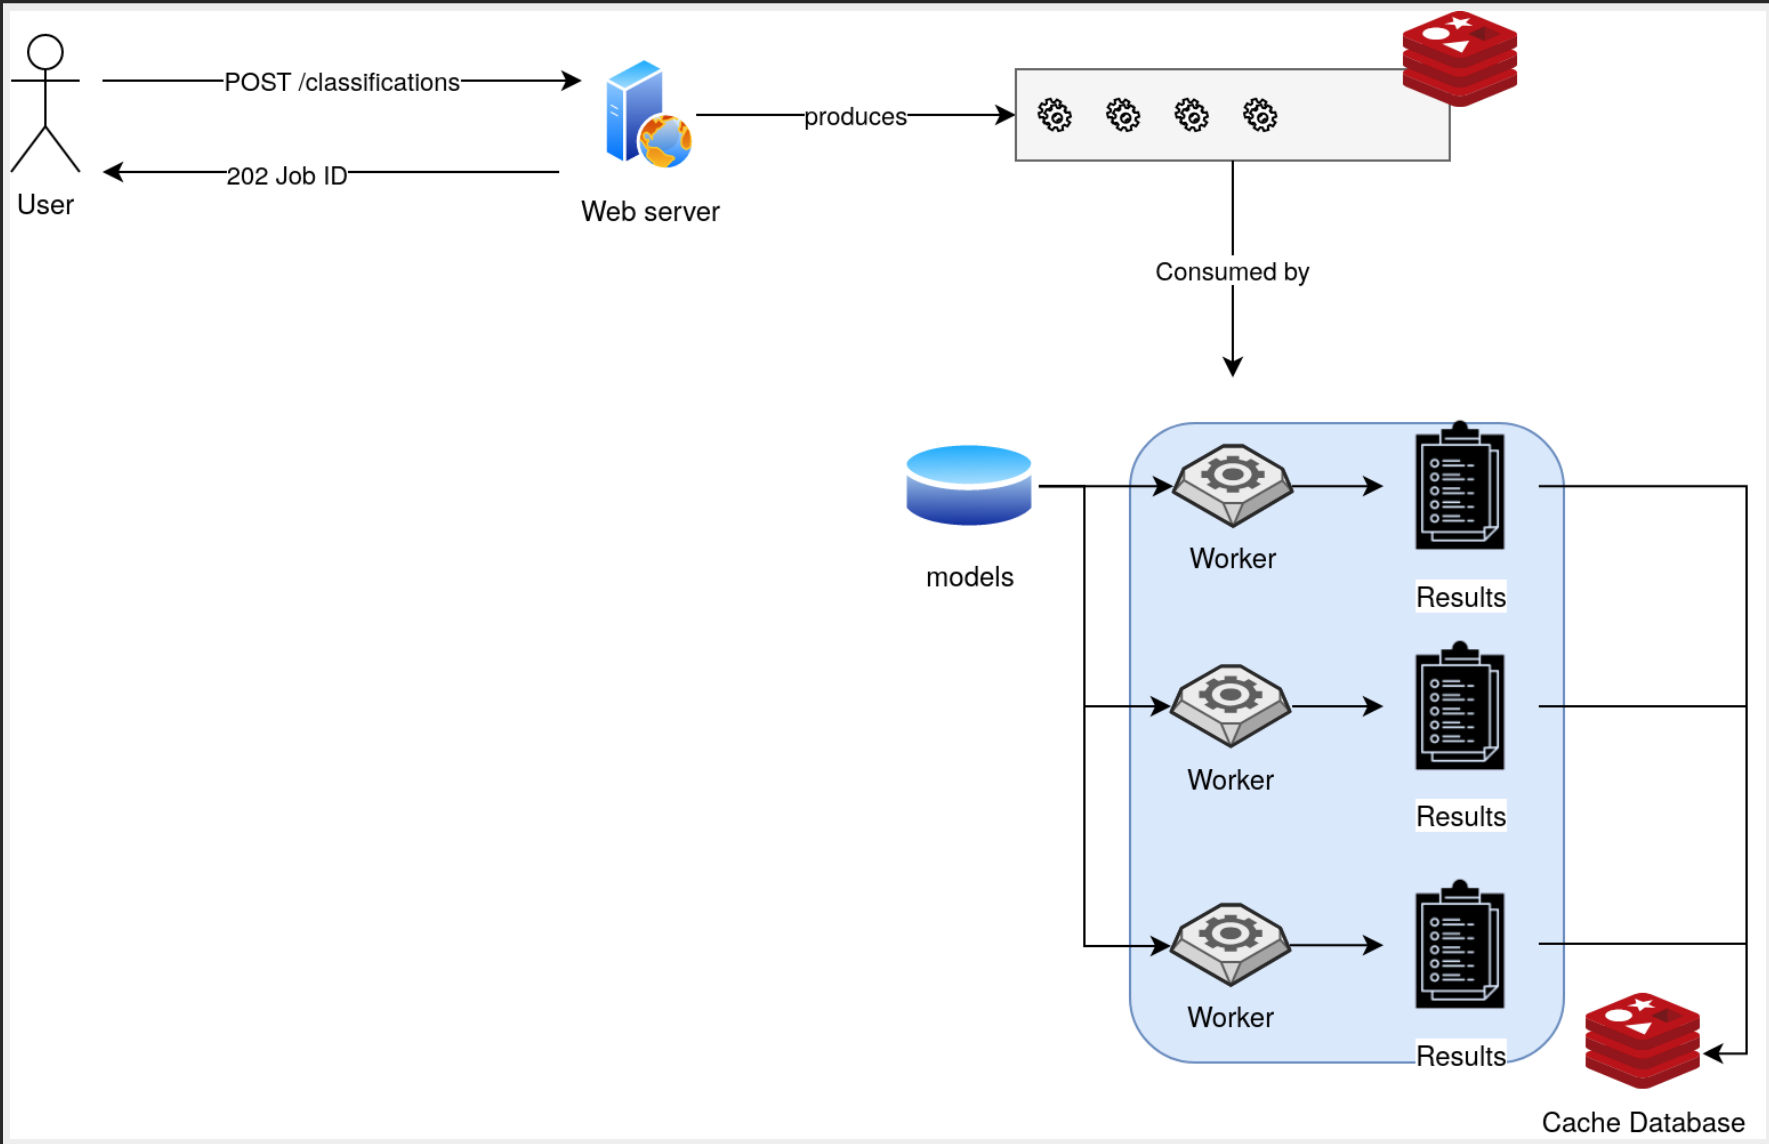 POST /classifications
produces
202 Job ID
User
Web server
Consumed by
models
Worker
Results
Worker
Results
Worker
Results
Cache Database